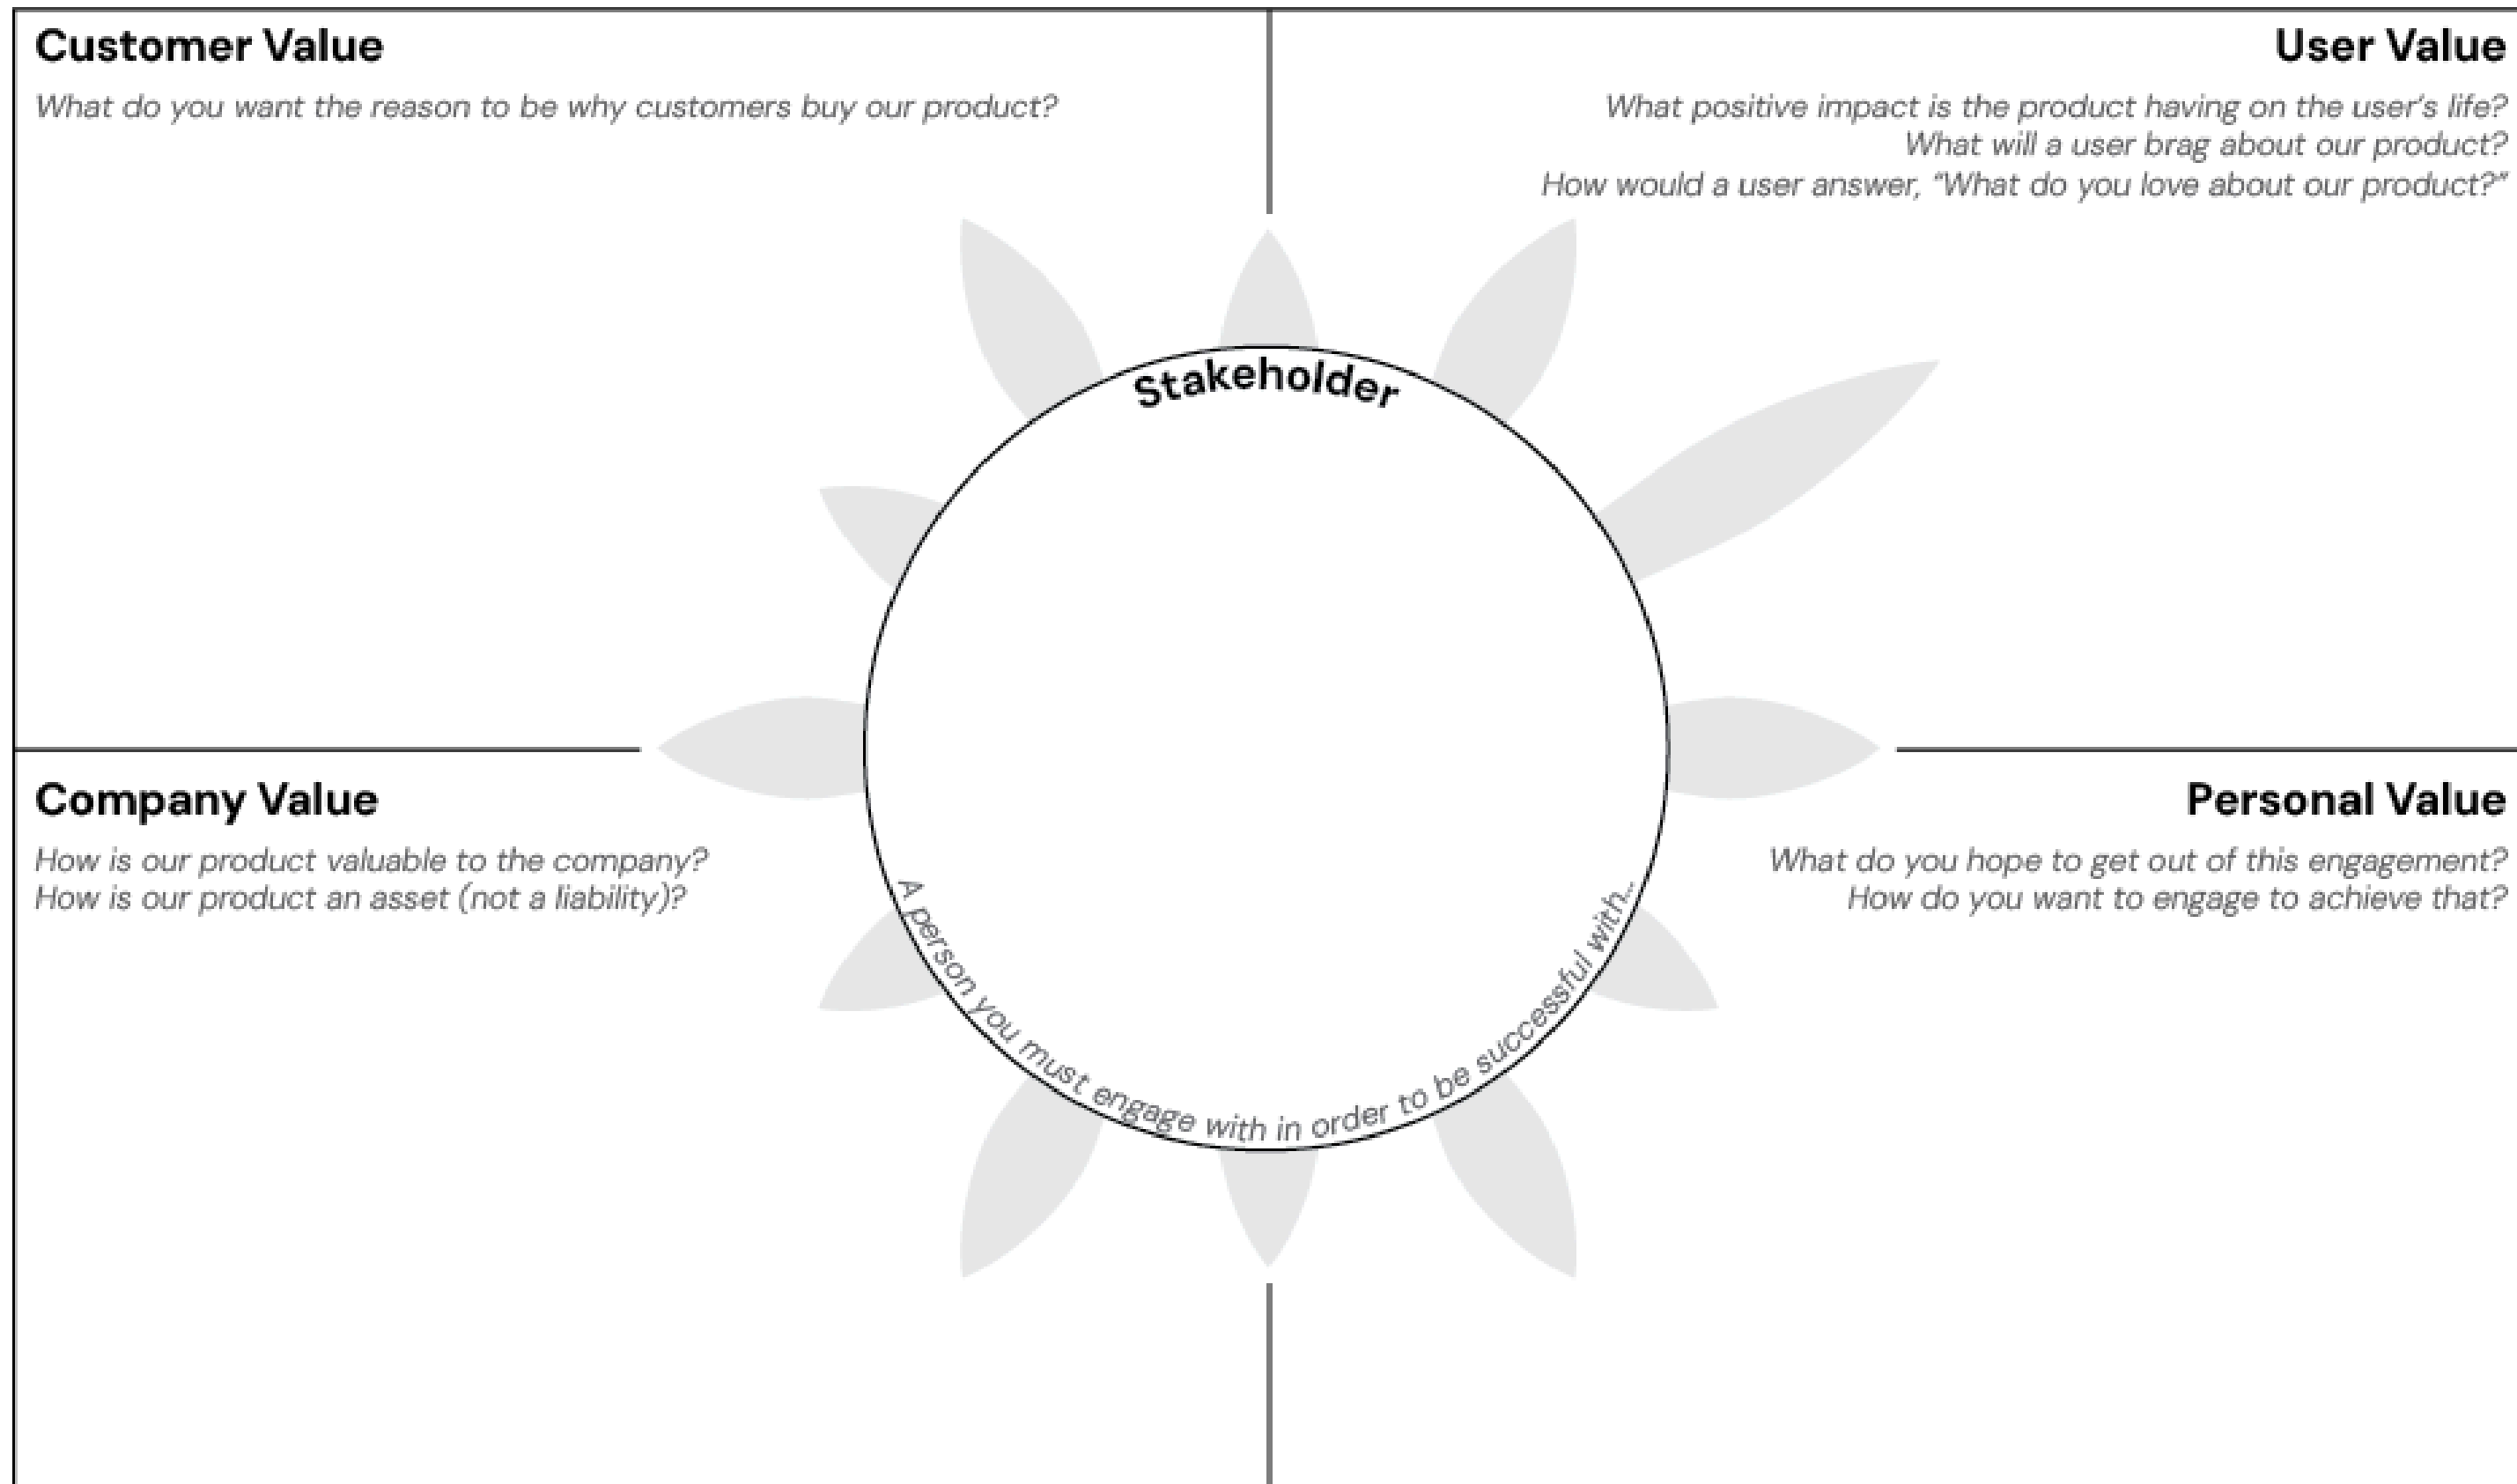 Customer Value
What do you want the reason to be why customers buy our product?
User Value
What positive impact is the product having on the user's life?
What will a user brag about our product?
How would a user answer, “What do you love about our product?”
Stakeholder
A person you must engage with in order to be successful with...
Company Value
How is our product valuable to the company?
How is our product an asset (not a liability)?
Personal Value
What do you hope to get out of this engagement?
How do you want to engage to achieve that?